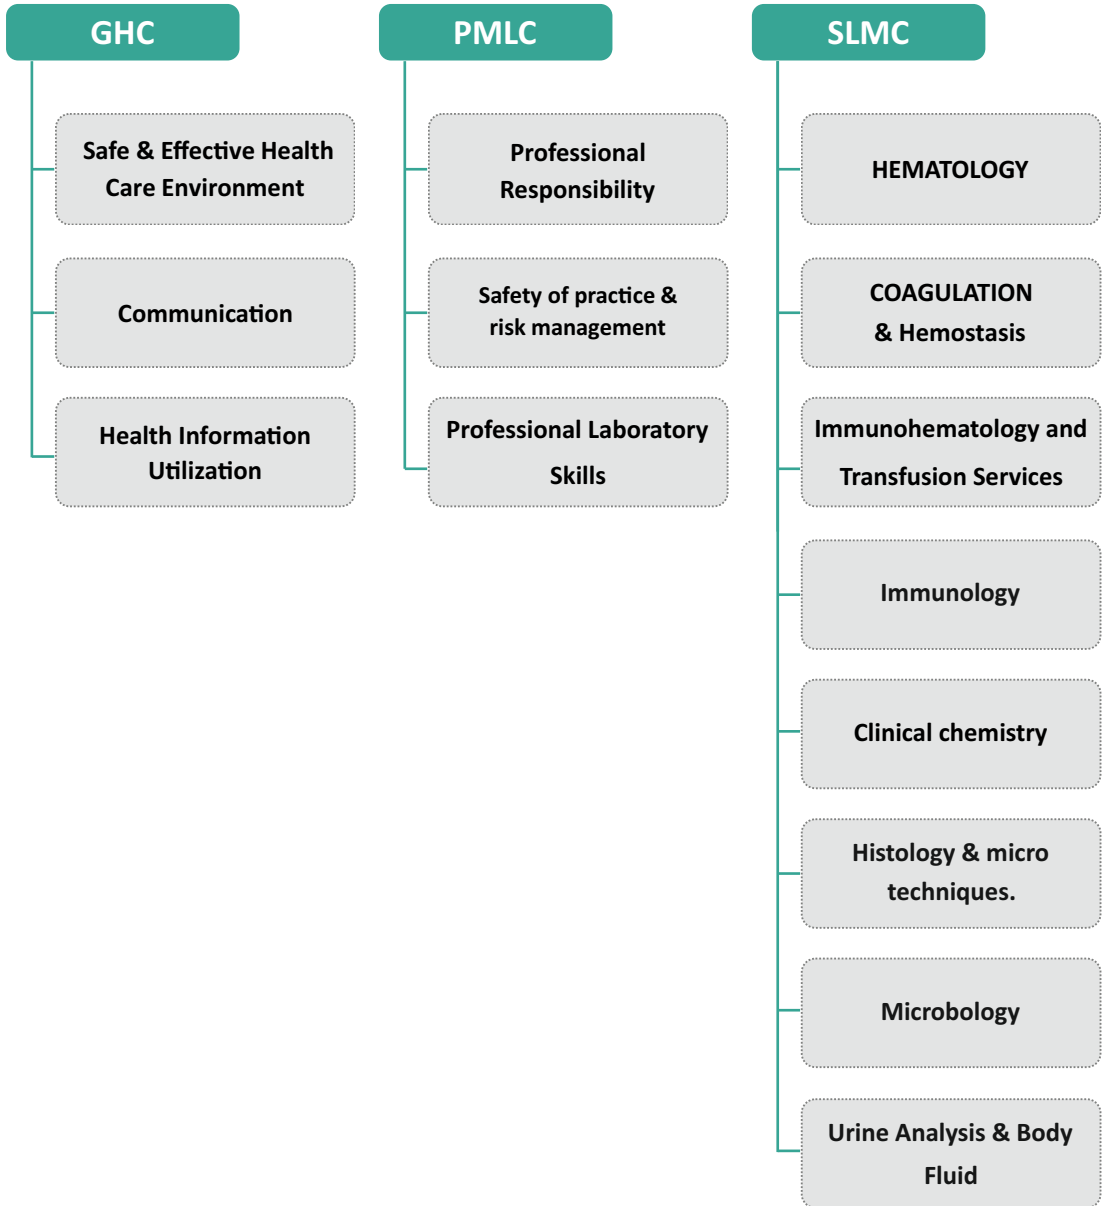 GHC
Safe & Effective Health
Care Environment
Communication
Health Information
Utilization
PMLC
Professional
Responsibility
Safety of practice &
risk management
Professional Laboratory
Skills
SLMC
HEMATOLOGY
COAGULATION
& Hemostasis
Immunohematology and
Transfusion Services
Immunology
Clinical chemistry
Histology & micro
techniques.
Microbology
Urine Analysis & Body
Fluid